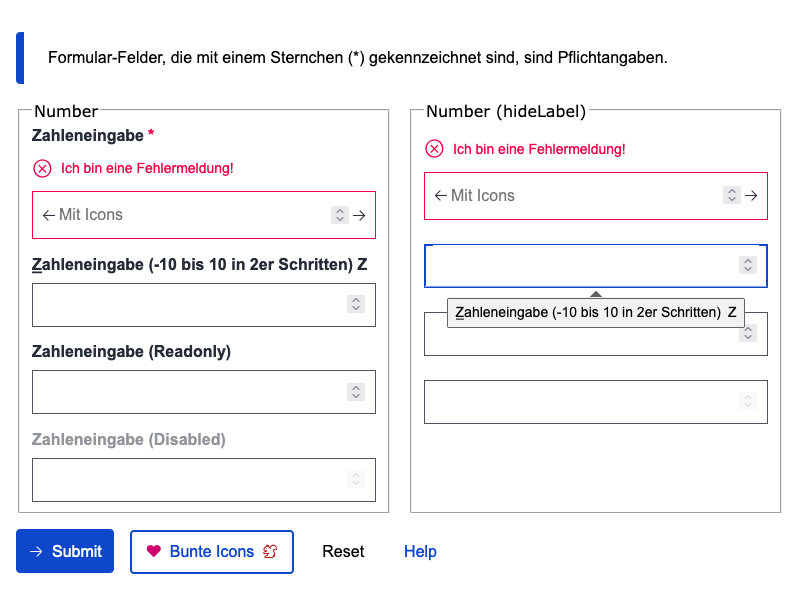 Formular-Felder, die mit einem Sternchen (*) gekennzeichnet sind, sind Pflichtangaben.
Number
Zahleneingabe *
Ich bin eine Fehlermeldung!
Mit Icons
Zahleneingabe (-10 bis 10 in 2er Schritten) Z
Zahleneingabe (Readonly)
Zahleneingabe (Disabled)
Number (hideLabel)
Ich bin eine Fehlermeldung!
Mit Icons
Zahleneingabe (-10 bis 10 in 2er Schritten) Z
Submit
Bunte Icons
Reset
Help